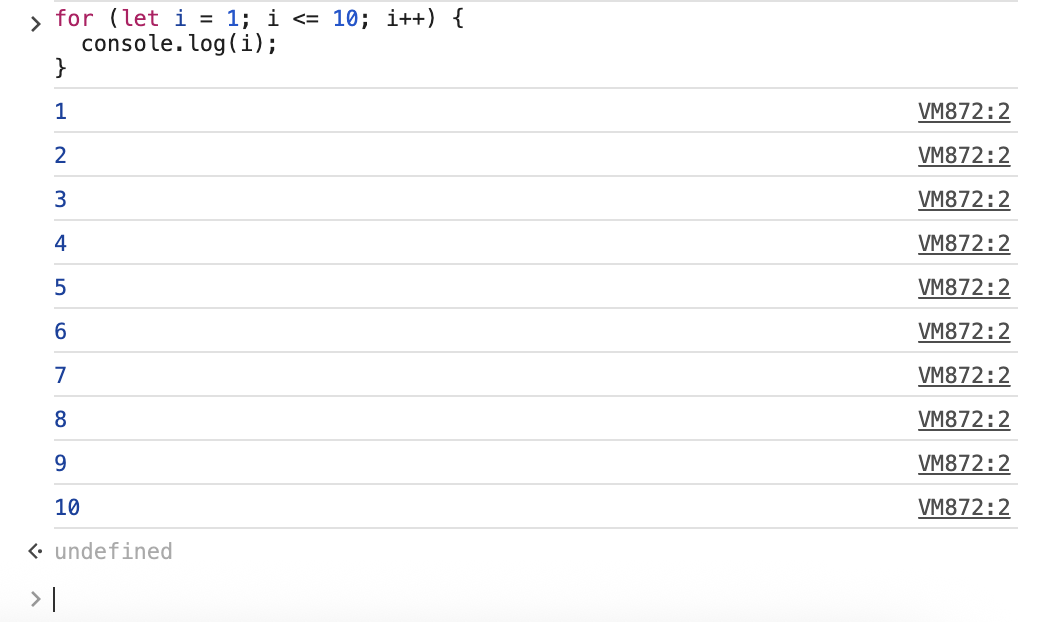 for (let i = 1; i <= 10; i++) {
  console.log(i);
}
1 VM872:2
2 VM872:2
3 VM872:2
4 VM872:2
5 VM872:2
6 VM872:2
7 VM872:2
8 VM872:2
9 VM872:2
10 VM872:2
undefined